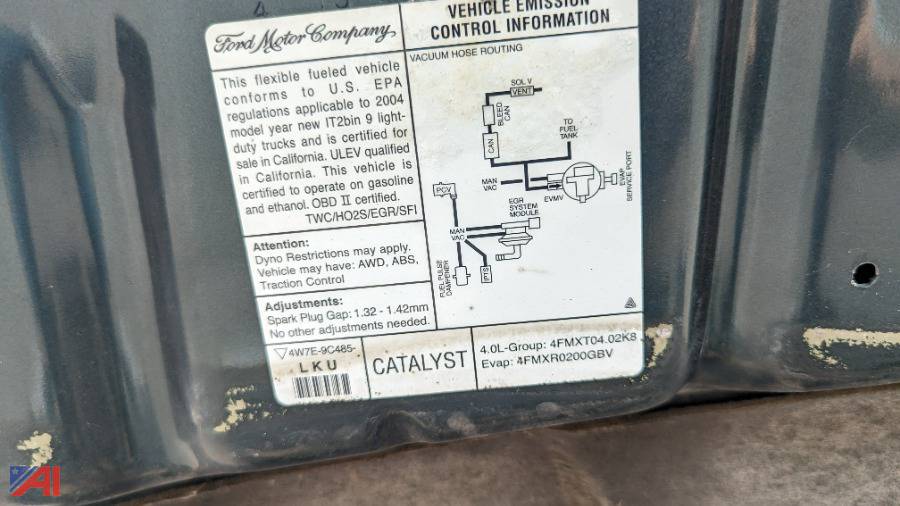 Ford Motor Company
VEHICLE EMISSION
CONTROL INFORMATION
This flexible fueled vehicle
conforms to U.S. EPA
regulations applicable to 2004
model year new IT2bin 9 light-
duty trucks and is certified for
sale in California. ULEV qualified
in California. This vehicle is
certified to operate on gasoline
and ethanol. OBD II certified.
TWC/HO2S/EGR/SFI
Attention:
Dyno Restrictions may apply.
Vehicle may have: AWD, ABS,
Traction Control
Adjustments:
Spark Plug Gap: 1.32 - 1.42mm
No other adjustments needed.
4W7E-9C485-
LKU
VACUUM HOSE ROUTING
SOL V
VENT
BLEED
CAN
CAN
TO
FUEL
TANK
MAN
VAC
EVMV
EVAP
SERVICE PORT
PCV
EGR
SYSTEM
MODULE
MAN
VAC
FUEL PULSE
DAMPENER
IPTS
CATALYST
4.0L-Group: 4FMXT04.02K8
Evap: 4FMXR0200GBV
AI